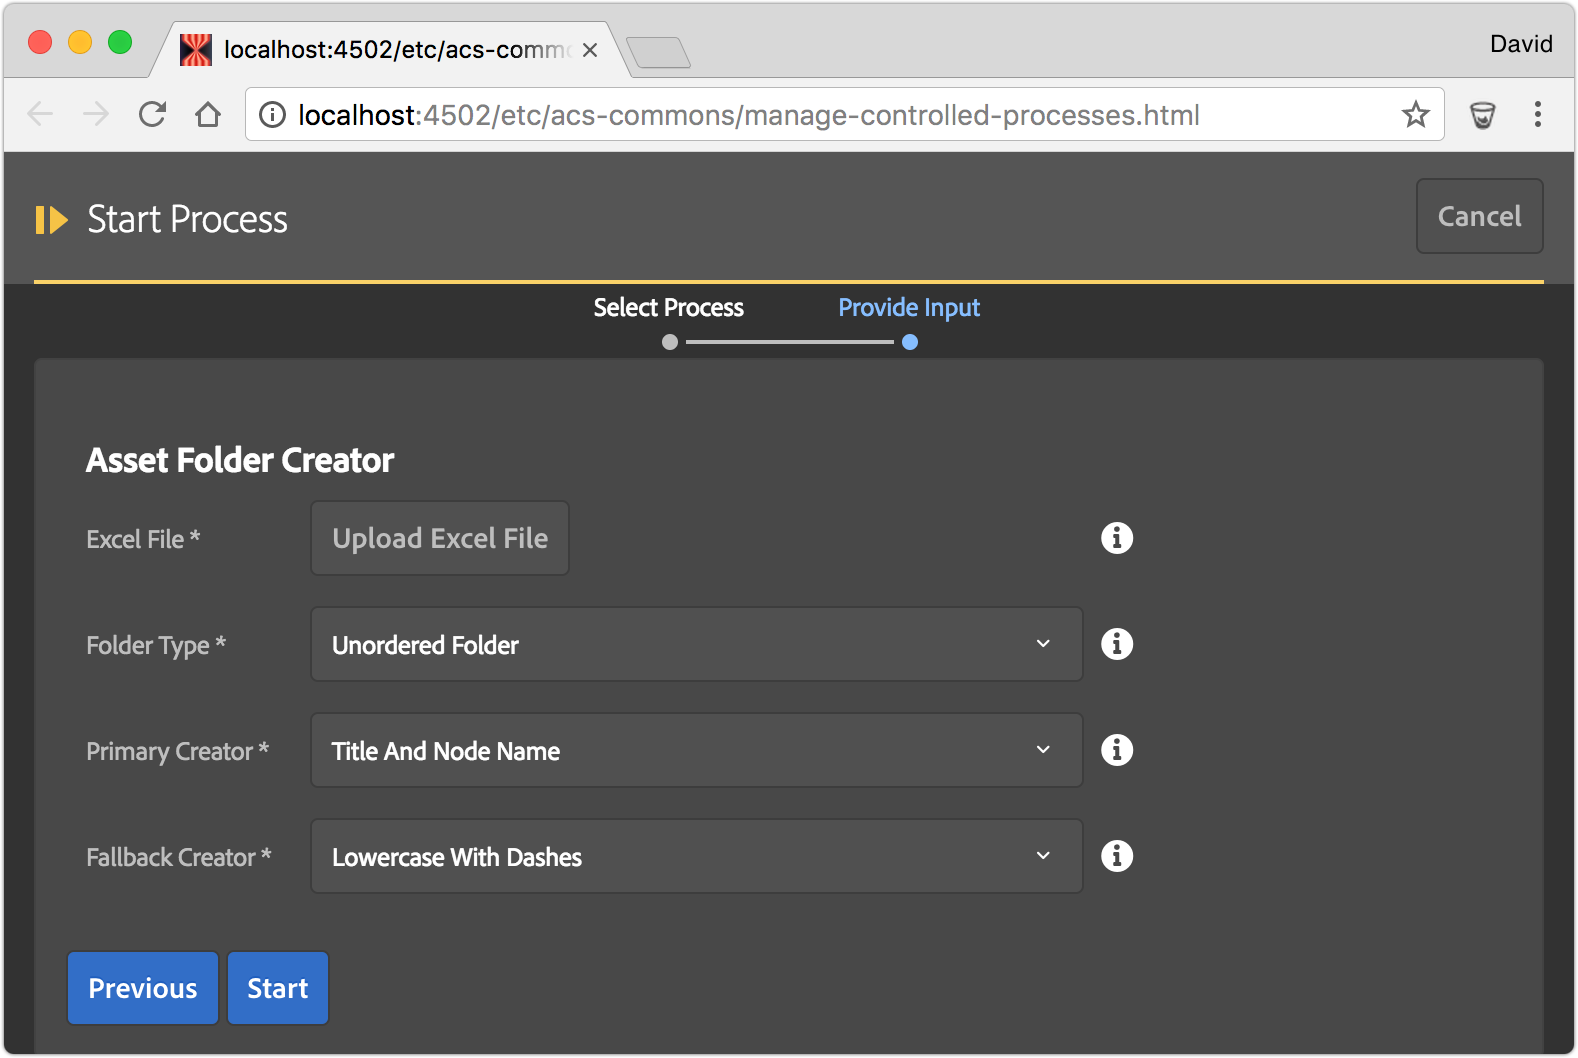 localhost:4502/etc/acs-comm
David
localhost:4502/etc/acs-commons/manage-controlled-processes.html
Start Process
Cancel
Select Process
Provide Input
Asset Folder Creator
Excel File *
Upload Excel File
Folder Type *
Unordered Folder
Primary Creator *
Title And Node Name
Fallback Creator *
Lowercase With Dashes
Previous
Start